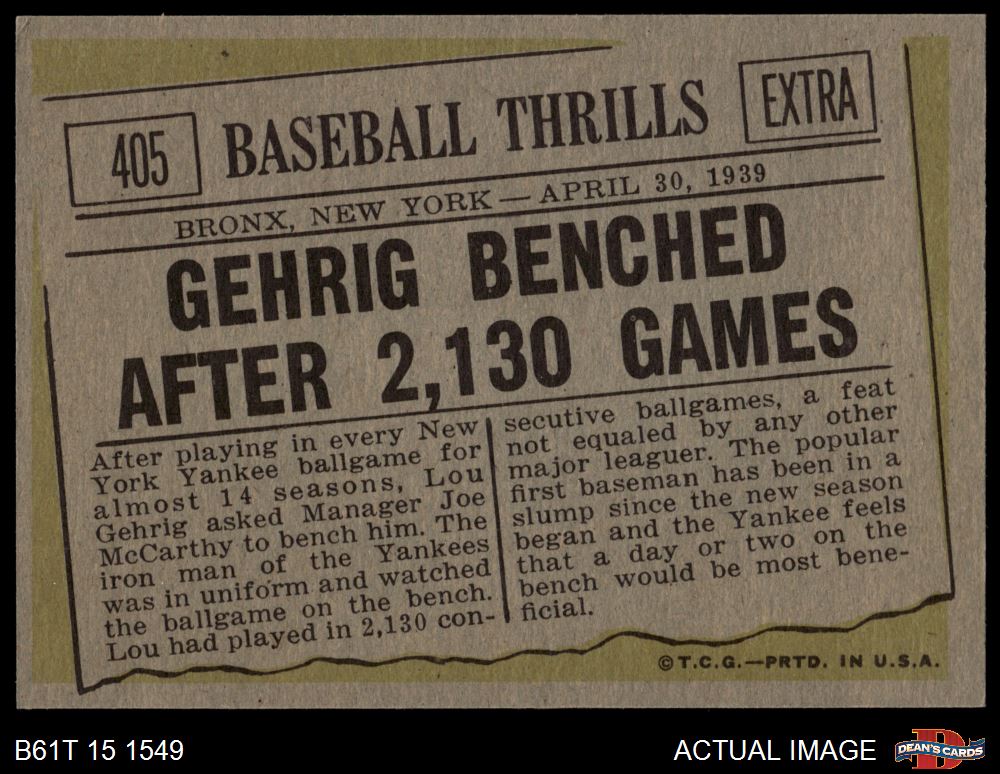 405 BASEBALL THRILLS EXTRA
BRONX, NEW YORK — APRIL 30, 1939
GEHRIG BENCHED
AFTER 2,130 GAMES
After playing in every New
York Yankee ballgame for
almost 14 seasons, Lou
Gehrig asked Manager Joe
McCarthy to bench him. The
iron man of the Yankees
was in uniform and watched
the ballgame on the bench.
Lou had played in 2,130 con-
secutive ballgames, a feat
not equaled by any other
major leaguer. The popular
first baseman has been in a
slump since the new season
began and the Yankee feels
that a day or two on the
bench would be most bene-
ficial.
© T.C.G.—PRTD. IN U.S.A.
B61T 15 1549
ACTUAL IMAGE
D
DEAN'S CARDS